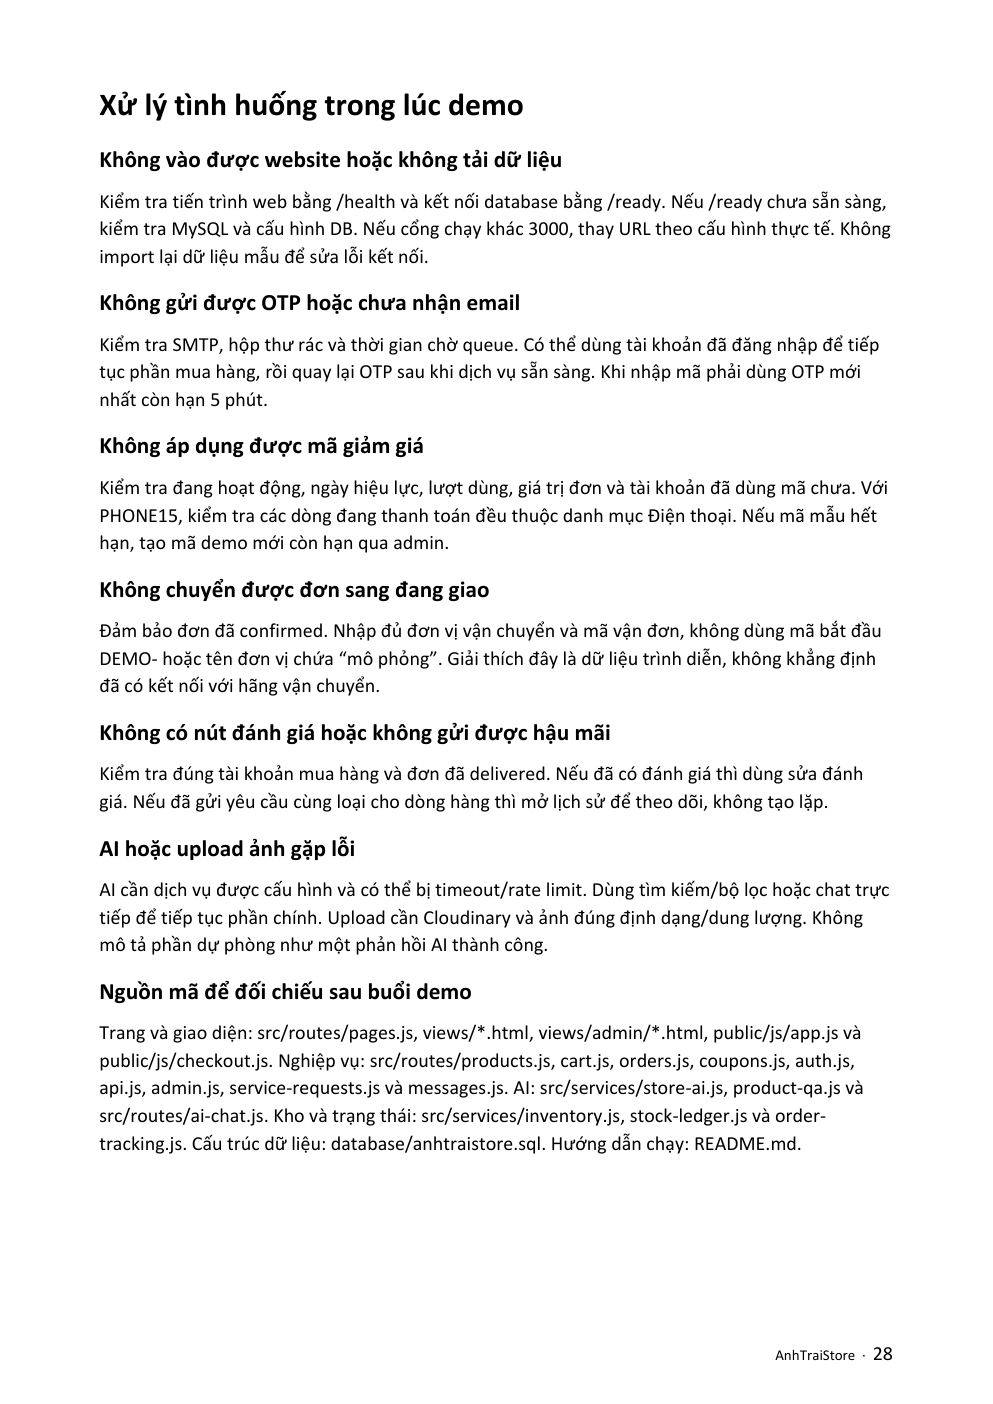 Xử lý tình huống trong lúc demo
Không vào được website hoặc không tải dữ liệu
Kiểm tra tiến trình web bằng /health và kết nối database bằng /ready. Nếu /ready chưa sẵn sàng,
kiểm tra MySQL và cấu hình DB. Nếu cổng chạy khác 3000, thay URL theo cấu hình thực tế. Không
import lại dữ liệu mẫu để sửa lỗi kết nối.
Không gửi được OTP hoặc chưa nhận email
Kiểm tra SMTP, hộp thư rác và thời gian chờ queue. Có thể dùng tài khoản đã đăng nhập để tiếp
tục phần mua hàng, rồi quay lại OTP sau khi dịch vụ sẵn sàng. Khi nhập mã phải dùng OTP mới
nhất còn hạn 5 phút.
Không áp dụng được mã giảm giá
Kiểm tra đang hoạt động, ngày hiệu lực, lượt dùng, giá trị đơn và tài khoản đã dùng mã chưa. Với
PHONE15, kiểm tra các dòng đang thanh toán đều thuộc danh mục Điện thoại. Nếu mã mẫu hết
hạn, tạo mã demo mới còn hạn qua admin.
Không chuyển được đơn sang đang giao
Đảm bảo đơn đã confirmed. Nhập đủ đơn vị vận chuyển và mã vận đơn, không dùng mã bắt đầu
DEMO- hoặc tên đơn vị chứa “mô phỏng”. Giải thích đây là dữ liệu trình diễn, không khẳng định
đã có kết nối với hãng vận chuyển.
Không có nút đánh giá hoặc không gửi được hậu mãi
Kiểm tra đúng tài khoản mua hàng và đơn đã delivered. Nếu đã có đánh giá thì dùng sửa đánh
giá. Nếu đã gửi yêu cầu cùng loại cho dòng hàng thì mở lịch sử để theo dõi, không tạo lặp.
AI hoặc upload ảnh gặp lỗi
AI cần dịch vụ được cấu hình và có thể bị timeout/rate limit. Dùng tìm kiếm/bộ lọc hoặc chat trực
tiếp để tiếp tục phần chính. Upload cần Cloudinary và ảnh đúng định dạng/dung lượng. Không
mô tả phần dự phòng như một phản hồi AI thành công.
Nguồn mã để đối chiếu sau buổi demo
Trang và giao diện: src/routes/pages.js, views/*.html, views/admin/*.html, public/js/app.js và
public/js/checkout.js. Nghiệp vụ: src/routes/products.js, cart.js, orders.js, coupons.js, auth.js,
api.js, admin.js, service-requests.js và messages.js. AI: src/services/store-ai.js, product-qa.js và
src/routes/ai-chat.js. Kho và trạng thái: src/services/inventory.js, stock-ledger.js và order-
tracking.js. Cấu trúc dữ liệu: database/anhtraistore.sql. Hướng dẫn chạy: README.md.
AnhTraiStore · 28